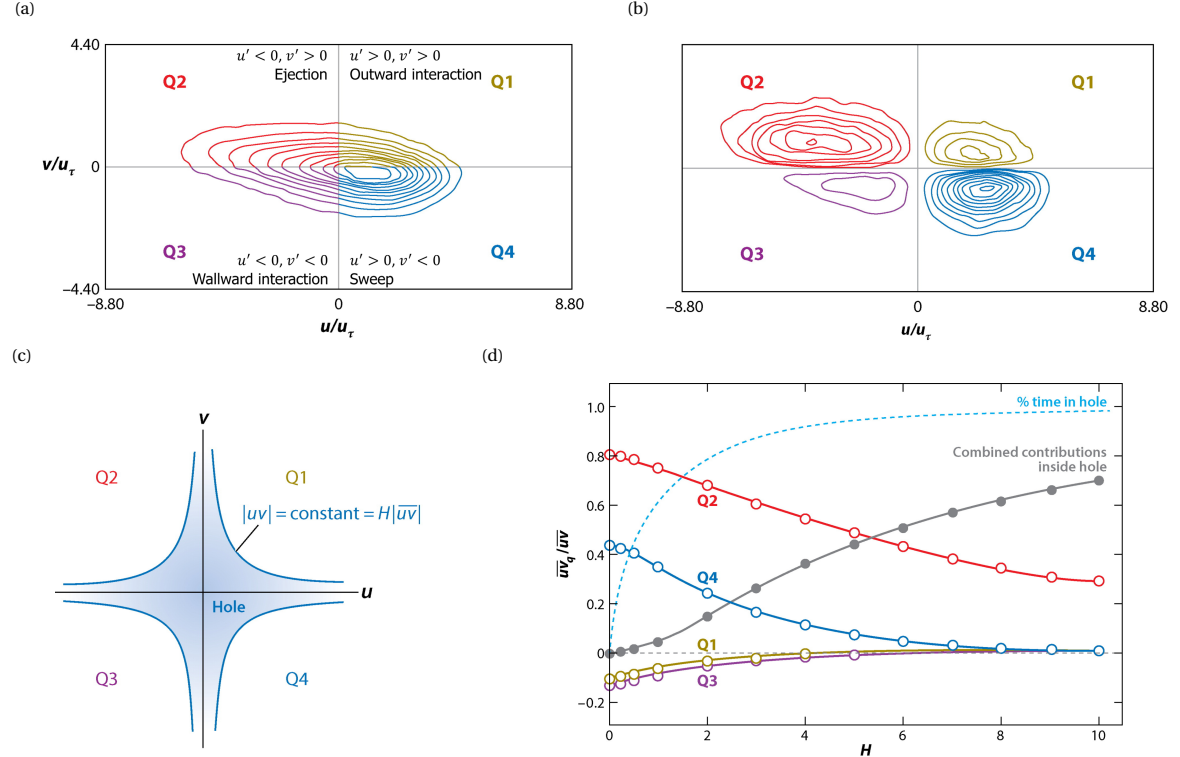 (a)
4.40
u′ < 0, v′ > 0
Ejection
u′ > 0, v′ > 0
Outward interaction
Q2
Q1
v/uτ
0
Q3
Q4
u′ < 0, v′ < 0
Wallward interaction
u′ > 0, v′ < 0
Sweep
−4.40
−8.80
0
8.80
u/uτ
(b)
Q2
Q1
Q3
Q4
−8.80
0
8.80
u/uτ
(c)
v
Q2
Q1
|uv| = constant = H|u̅v̅|
u
Hole
Q3
Q4
(d)
1.0
0.8
0.6
0.4
0.2
0
−0.2
u̅v̅q/u̅v̅
% time in hole
Combined contributions
inside hole
Q2
Q4
Q1
Q3
0
2
4
6
8
10
H